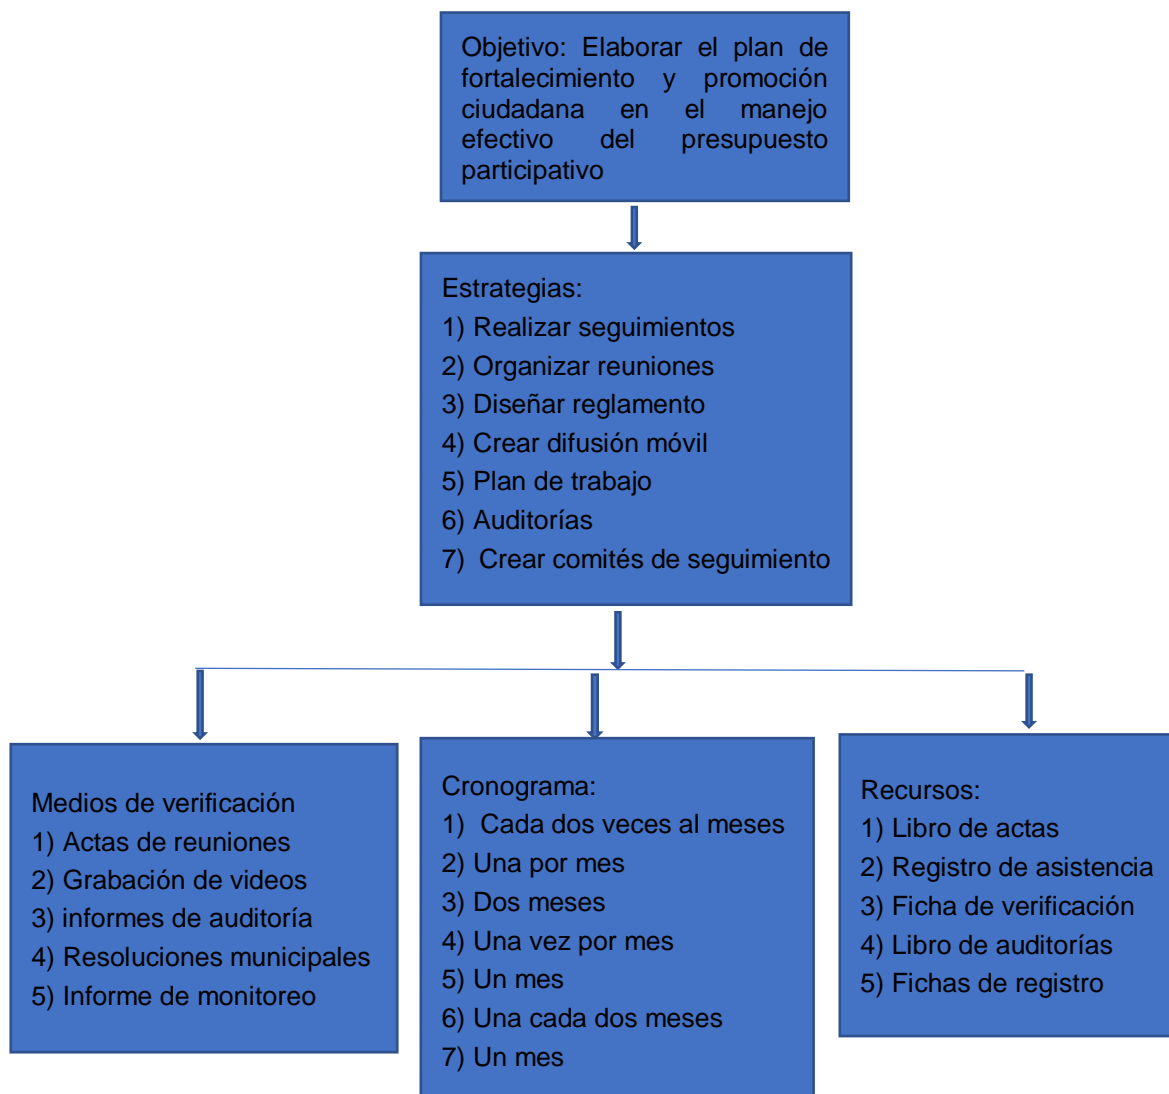 Objetivo: Elaborar el plan de
fortalecimiento y promoción
ciudadana en el manejo
efectivo del presupuesto
participativo
Estrategias:
1) Realizar seguimientos
2) Organizar reuniones
3) Diseñar reglamento
4) Crear difusión móvil
5) Plan de trabajo
6) Auditorías
7) Crear comités de seguimiento
Medios de verificación
1) Actas de reuniones
2) Grabación de videos
3) informes de auditoría
4) Resoluciones municipales
5) Informe de monitoreo
Cronograma:
1) Cada dos veces al meses
2) Una por mes
3) Dos meses
4) Una vez por mes
5) Un mes
6) Una cada dos meses
7) Un mes
Recursos:
1) Libro de actas
2) Registro de asistencia
3) Ficha de verificación
4) Libro de auditorías
5) Fichas de registro